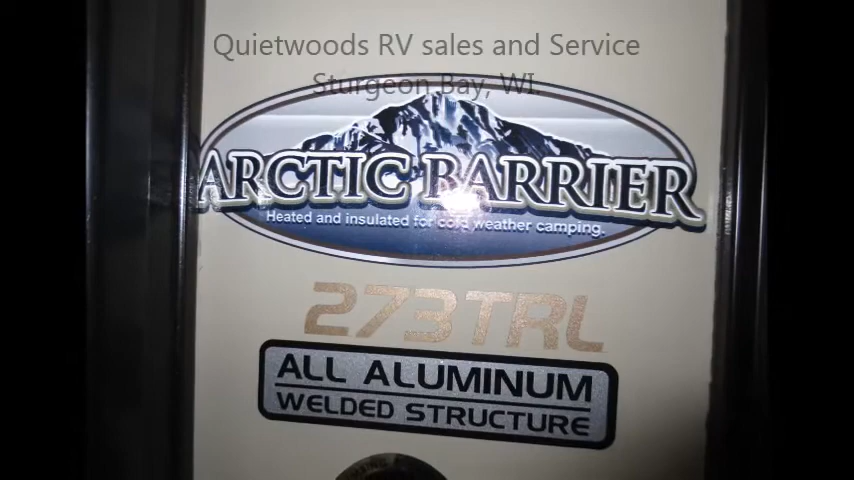 Quietwoods RV sales and Service
Sturgeon Bay, WI.
ARCTIC BARRIER
Heated and insulated for cold weather camping.
273TRL
ALL ALUMINUM
WELDED STRUCTURE